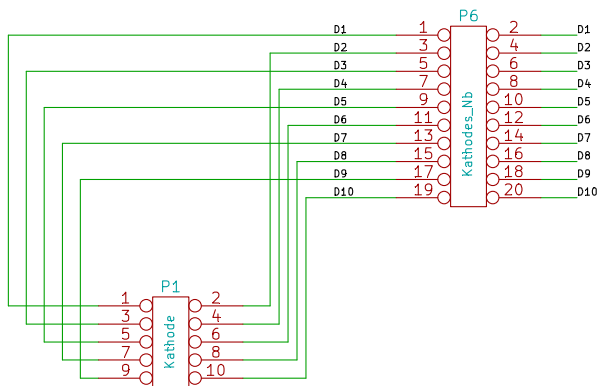 P6
D1 1 2 D1
D2 3 4 D2
D3 5 6 D3
D4 7 8 D4
D5 9 10 D5
D6 11 12 D6
D7 13 14 D7
D8 15 16 D8
D9 17 18 D9
D10 19 20 D10
Kathodes_Nb
P1
1 2
3 4
5 6
7 8
9 10
Kathode